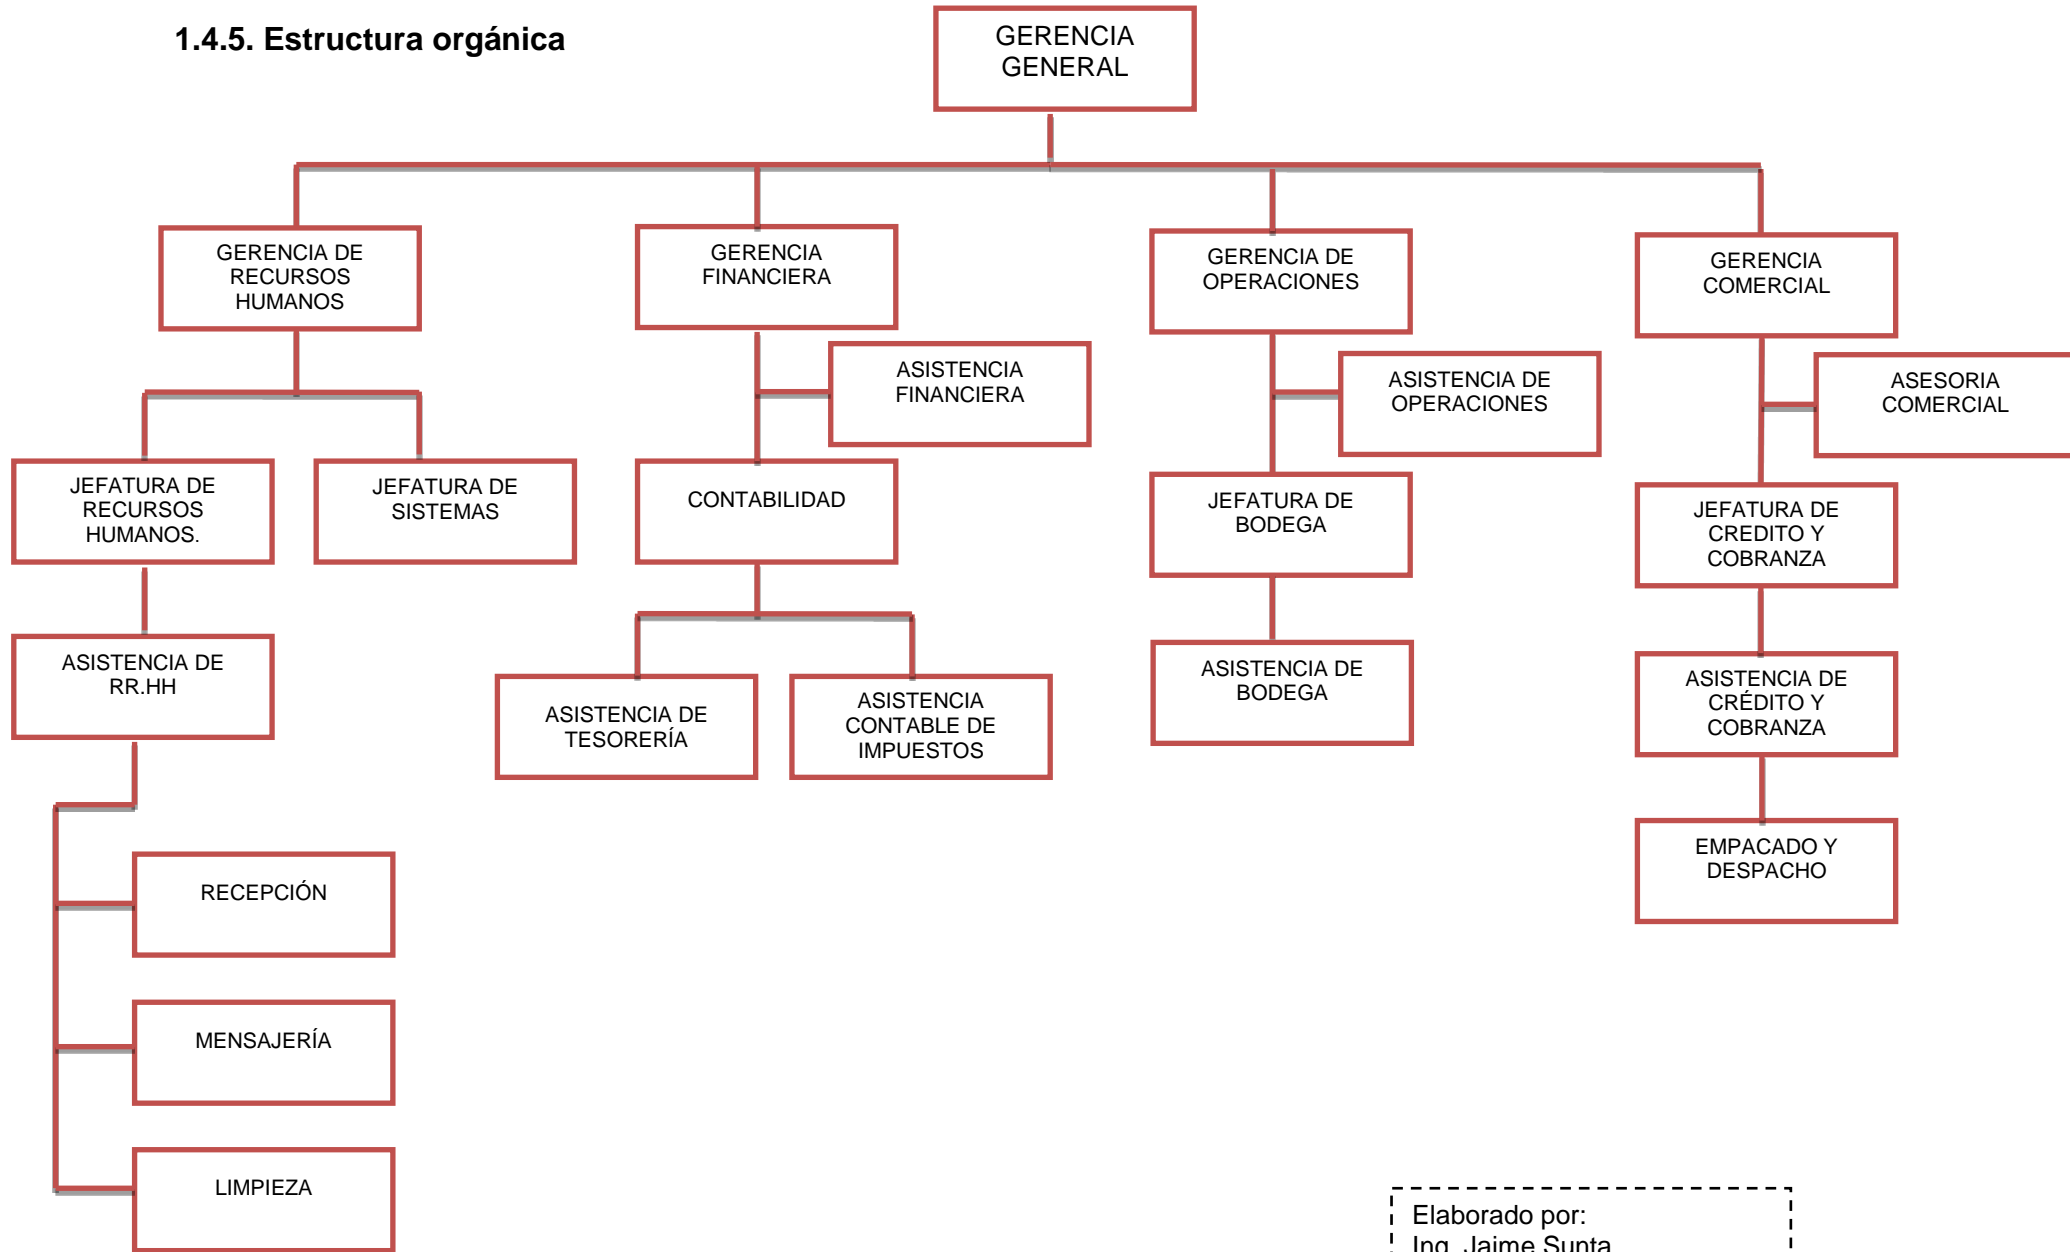 1.4.5. Estructura orgánica
GERENCIA
GENERAL
GERENCIA DE
RECURSOS
HUMANOS
GERENCIA
FINANCIERA
GERENCIA DE
OPERACIONES
GERENCIA
COMERCIAL
ASISTENCIA
FINANCIERA
ASISTENCIA DE
OPERACIONES
ASESORIA
COMERCIAL
JEFATURA DE
RECURSOS
HUMANOS.
JEFATURA DE
SISTEMAS
CONTABILIDAD
JEFATURA DE
BODEGA
JEFATURA DE
CREDITO Y
COBRANZA
ASISTENCIA DE
RR.HH
ASISTENCIA DE
TESORERÍA
ASISTENCIA
CONTABLE DE
IMPUESTOS
ASISTENCIA DE
BODEGA
ASISTENCIA DE
CRÉDITO Y
COBRANZA
EMPACADO Y
DESPACHO
RECEPCIÓN
MENSAJERÍA
LIMPIEZA
Elaborado por:
Ing. Jaime Sunta